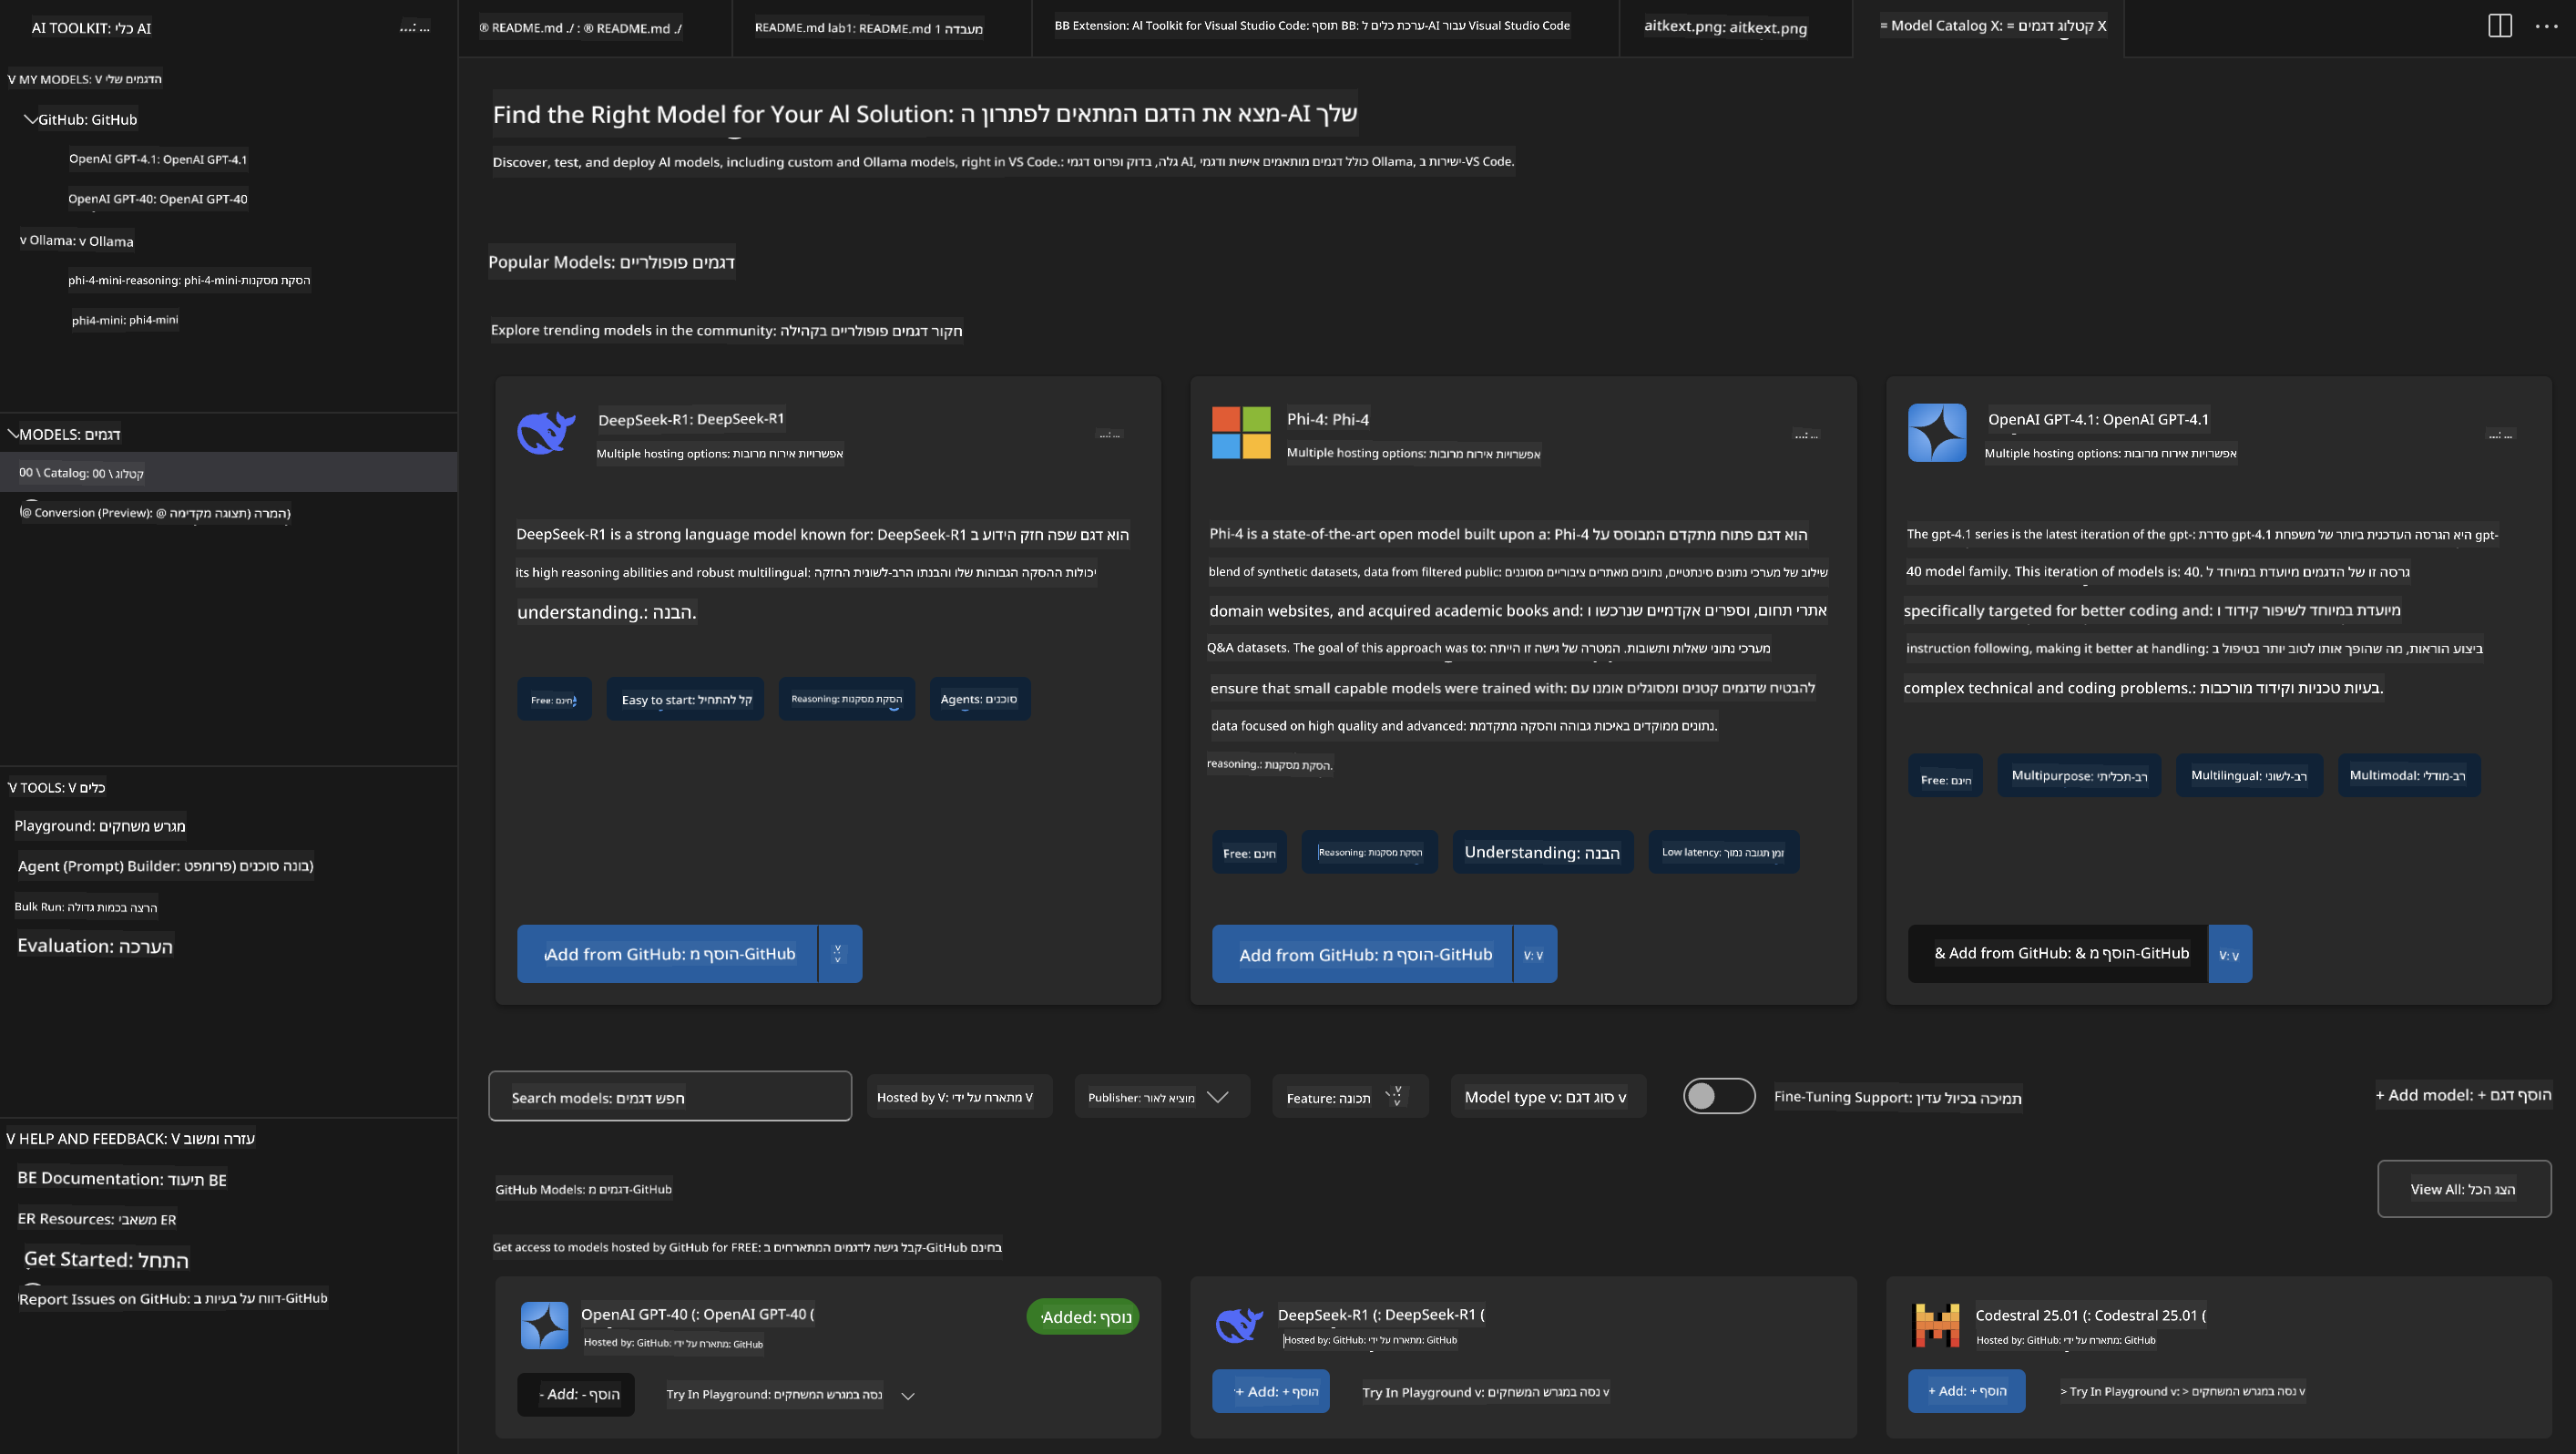 AI TOOLKIT: כלי AI
...: ...
® README.md ./ : ® README.md ./
README.md lab1: README.md מעבדה 1
BB Extension: AI Toolkit for Visual Studio Code: תוסף BB: ערכת כלים ל-AI עבור Visual Studio Code
aitkext.png: aitkext.png
= Model Catalog X: = קטלוג דגמים X
V MY MODELS: V הדגמים שלי
GitHub: GitHub
OpenAI GPT-4.1: OpenAI GPT-4.1
OpenAI GPT-40: OpenAI GPT-40
v Ollama: v Ollama
phi-4-mini-reasoning: phi-4-mini-הסקת מסקנות
phi4-mini: phi4-mini
MODELS: דגמים
00 \ Catalog: 00 \ קטלוג
@ Conversion (Preview): @ המרה (תצוגה מקדימה)
V TOOLS: V כלים
Playground: מגרש משחקים
Agent (Prompt) Builder: בונה סוכנים (פרומפט)
Bulk Run: הרצה בכמות גדולה
Evaluation: הערכה
V HELP AND FEEDBACK: V עזרה ומשוב
BE Documentation: תיעוד BE
ER Resources: משאבי ER
Get Started: התחל
Report Issues on GitHub: דווח על בעיות ב-GitHub
Find the Right Model for Your Al Solution: מצא את הדגם המתאים לפתרון ה-AI שלך
Discover, test, and deploy Al models, including custom and Ollama models, right in VS Code.: גלה, בדוק ופרוס דגמי AI, כולל דגמים מותאמים אישית ודגמי Ollama, ישירות ב-VS Code.
Popular Models: דגמים פופולריים
Explore trending models in the community: חקור דגמים פופולריים בקהילה
DeepSeek-R1: DeepSeek-R1
...: ...
Multiple hosting options: אפשרויות אירוח מרובות
DeepSeek-R1 is a strong language model known for: DeepSeek-R1 הוא דגם שפה חזק הידוע ב
its high reasoning abilities and robust multilingual: יכולות ההסקה הגבוהות שלו והבנתו הרב-לשונית החזקה
understanding.: הבנה.
Free: חינם
Easy to start: קל להתחיל
Reasoning: הסקת מסקנות
Agents: סוכנים
Add from GitHub: הוסף מ-GitHub
v: v
Phi-4: Phi-4
...: ...
Multiple hosting options: אפשרויות אירוח מרובות
Phi-4 is a state-of-the-art open model built upon a: Phi-4 הוא דגם פתוח מתקדם המבוסס על
blend of synthetic datasets, data from filtered public: שילוב של מערכי נתונים סינתטיים, נתונים מאתרים ציבוריים מסוננים
domain websites, and acquired academic books and: אתרי תחום, וספרים אקדמיים שנרכשו ו
Q&A datasets. The goal of this approach was to: מערכי נתוני שאלות ותשובות. המטרה של גישה זו הייתה
ensure that small capable models were trained with: להבטיח שדגמים קטנים ומסוגלים אומנו עם
data focused on high quality and advanced: נתונים ממוקדים באיכות גבוהה והסקה מתקדמת.
reasoning.: הסקת מסקנות.
Free: חינם
Reasoning: הסקת מסקנות
Understanding: הבנה
Low latency: זמן תגובה נמוך
Add from GitHub: הוסף מ-GitHub
V: V
OpenAI GPT-4.1: OpenAI GPT-4.1
...: ...
Multiple hosting options: אפשרויות אירוח מרובות
The gpt-4.1 series is the latest iteration of the gpt-: סדרת gpt-4.1 היא הגרסה העדכנית ביותר של משפחת gpt-
40 model family. This iteration of models is: 40. גרסה זו של הדגמים מיועדת במיוחד ל
specifically targeted for better coding and: מיועדת במיוחד לשיפור קידוד ו
instruction following, making it better at handling: ביצוע הוראות, מה שהופך אותו לטוב יותר בטיפול ב
complex technical and coding problems.: בעיות טכניות וקידוד מורכבות.
Free: חינם
Multipurpose: רב-תכליתי
Multilingual: רב-לשוני
Multimodal: רב-מודלי
& Add from GitHub: & הוסף מ-GitHub
V: V
Search models: חפש דגמים
Hosted by V: מתארח על ידי V
Publisher: מוציא לאור
Feature: תכונה
v: v
Model type v: סוג דגם v
Fine-Tuning Support: תמיכה בכיול עדין
+ Add model: + הוסף דגם
GitHub Models: דגמים מ-GitHub
View All: הצג הכל
Get access to models hosted by GitHub for FREE: קבל גישה לדגמים המתארחים ב-GitHub בחינם
OpenAI GPT-40 (: OpenAI GPT-40 (
Added: נוסף
Hosted by: GitHub: מתארח על ידי: GitHub
- Add: - הוסף
Try In Playground: נסה במגרש המשחקים
DeepSeek-R1 (: DeepSeek-R1 (
Hosted by: GitHub: מתארח על ידי: GitHub
+ Add: + הוסף
Try In Playground v: נסה במגרש המשחקים v
Codestral 25.01 (: Codestral 25.01 (
Hosted by: GitHub: מתארח על ידי: GitHub
+ Add: + הוסף
> Try In Playground v: > נסה במגרש המשחקים v